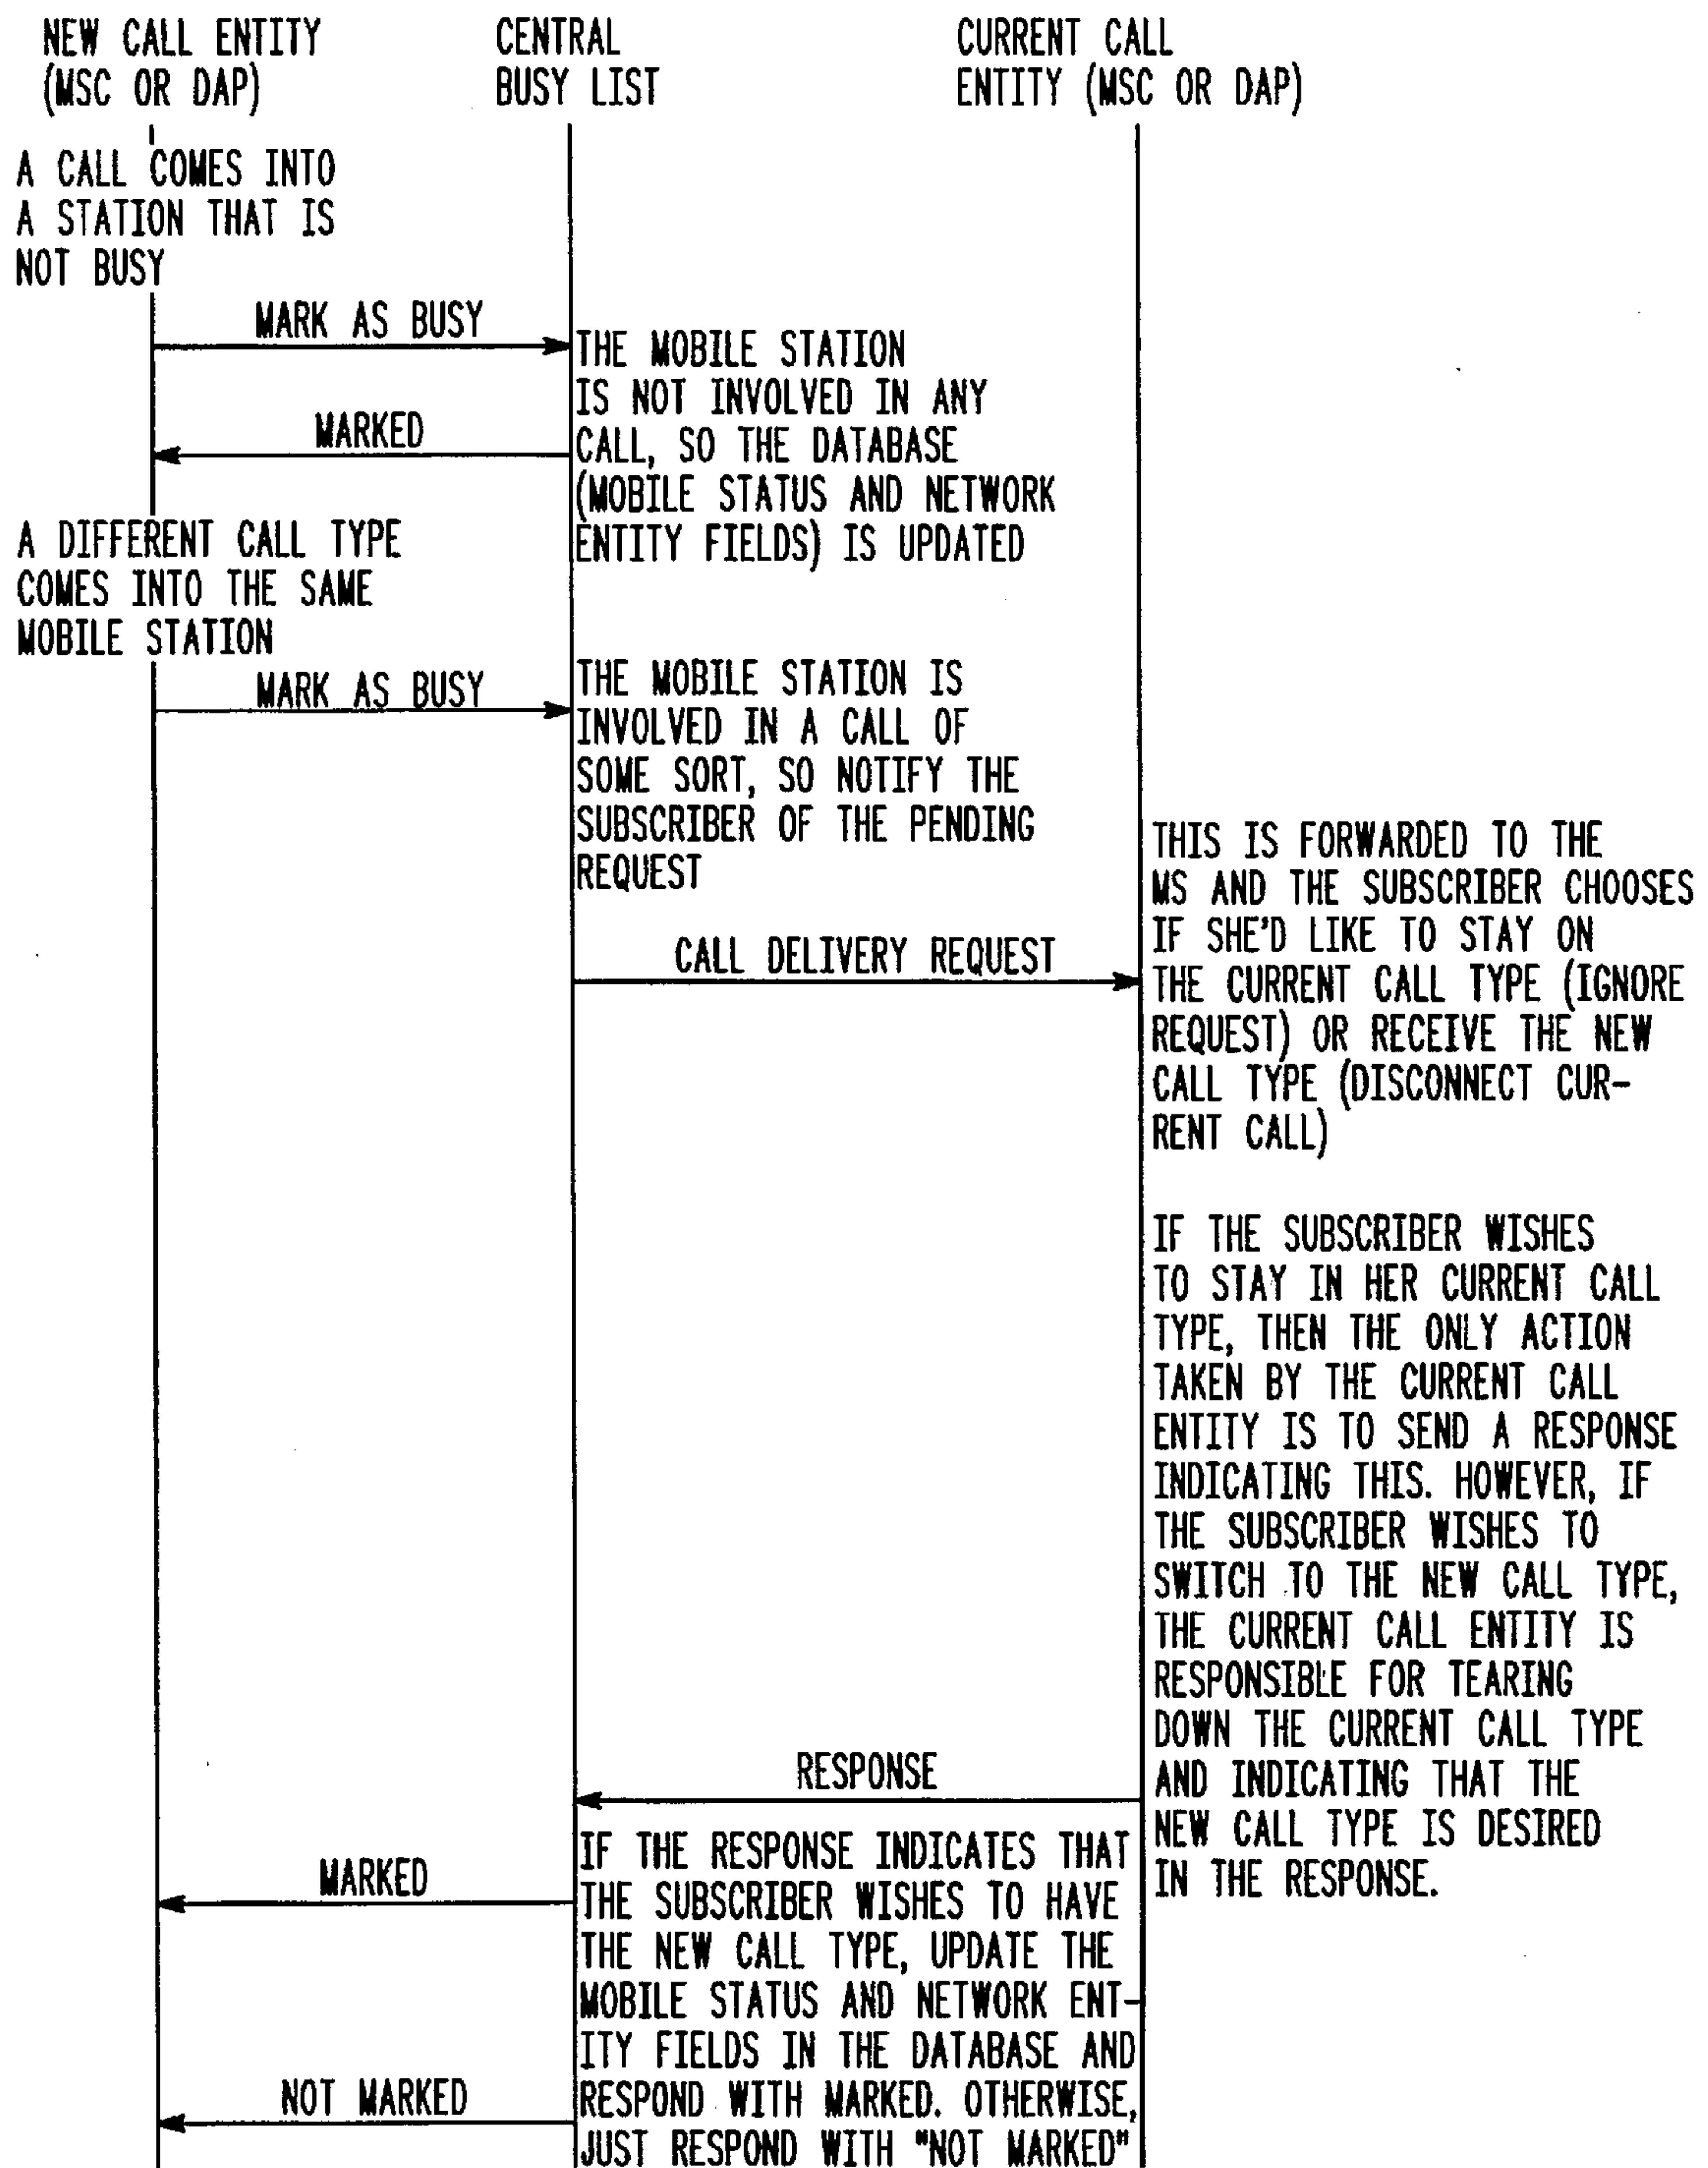 NEW CALL ENTITY
(MSC OR DAP)
CENTRAL
BUSY LIST
CURRENT CALL
ENTITY (MSC OR DAP)
A CALL COMES INTO
A STATION THAT IS
NOT BUSY
MARK AS BUSY
THE MOBILE STATION
IS NOT INVOLVED IN ANY
CALL, SO THE DATABASE
(MOBILE STATUS AND NETWORK
ENTITY FIELDS) IS UPDATED
MARKED
A DIFFERENT CALL TYPE
COMES INTO THE SAME
MOBILE STATION
MARK AS BUSY
THE MOBILE STATION IS
INVOLVED IN A CALL OF
SOME SORT, SO NOTIFY THE
SUBSCRIBER OF THE PENDING
REQUEST
CALL DELIVERY REQUEST
THIS IS FORWARDED TO THE
MS AND THE SUBSCRIBER CHOOSES
IF SHE'D LIKE TO STAY ON
THE CURRENT CALL TYPE (IGNORE
REQUEST) OR RECEIVE THE NEW
CALL TYPE (DISCONNECT CUR-
RENT CALL)
IF THE SUBSCRIBER WISHES
TO STAY IN HER CURRENT CALL
TYPE, THEN THE ONLY ACTION
TAKEN BY THE CURRENT CALL
ENTITY IS TO SEND A RESPONSE
INDICATING THIS. HOWEVER, IF
THE SUBSCRIBER WISHES TO
SWITCH TO THE NEW CALL TYPE,
THE CURRENT CALL ENTITY IS
RESPONSIBLE FOR TEARING
DOWN THE CURRENT CALL TYPE
AND INDICATING THAT THE
NEW CALL TYPE IS DESIRED
IN THE RESPONSE.
RESPONSE
MARKED
IF THE RESPONSE INDICATES THAT
THE SUBSCRIBER WISHES TO HAVE
THE NEW CALL TYPE, UPDATE THE
MOBILE STATUS AND NETWORK ENT-
ITY FIELDS IN THE DATABASE AND
RESPOND WITH MARKED. OTHERWISE,
JUST RESPOND WITH "NOT MARKED"
NOT MARKED